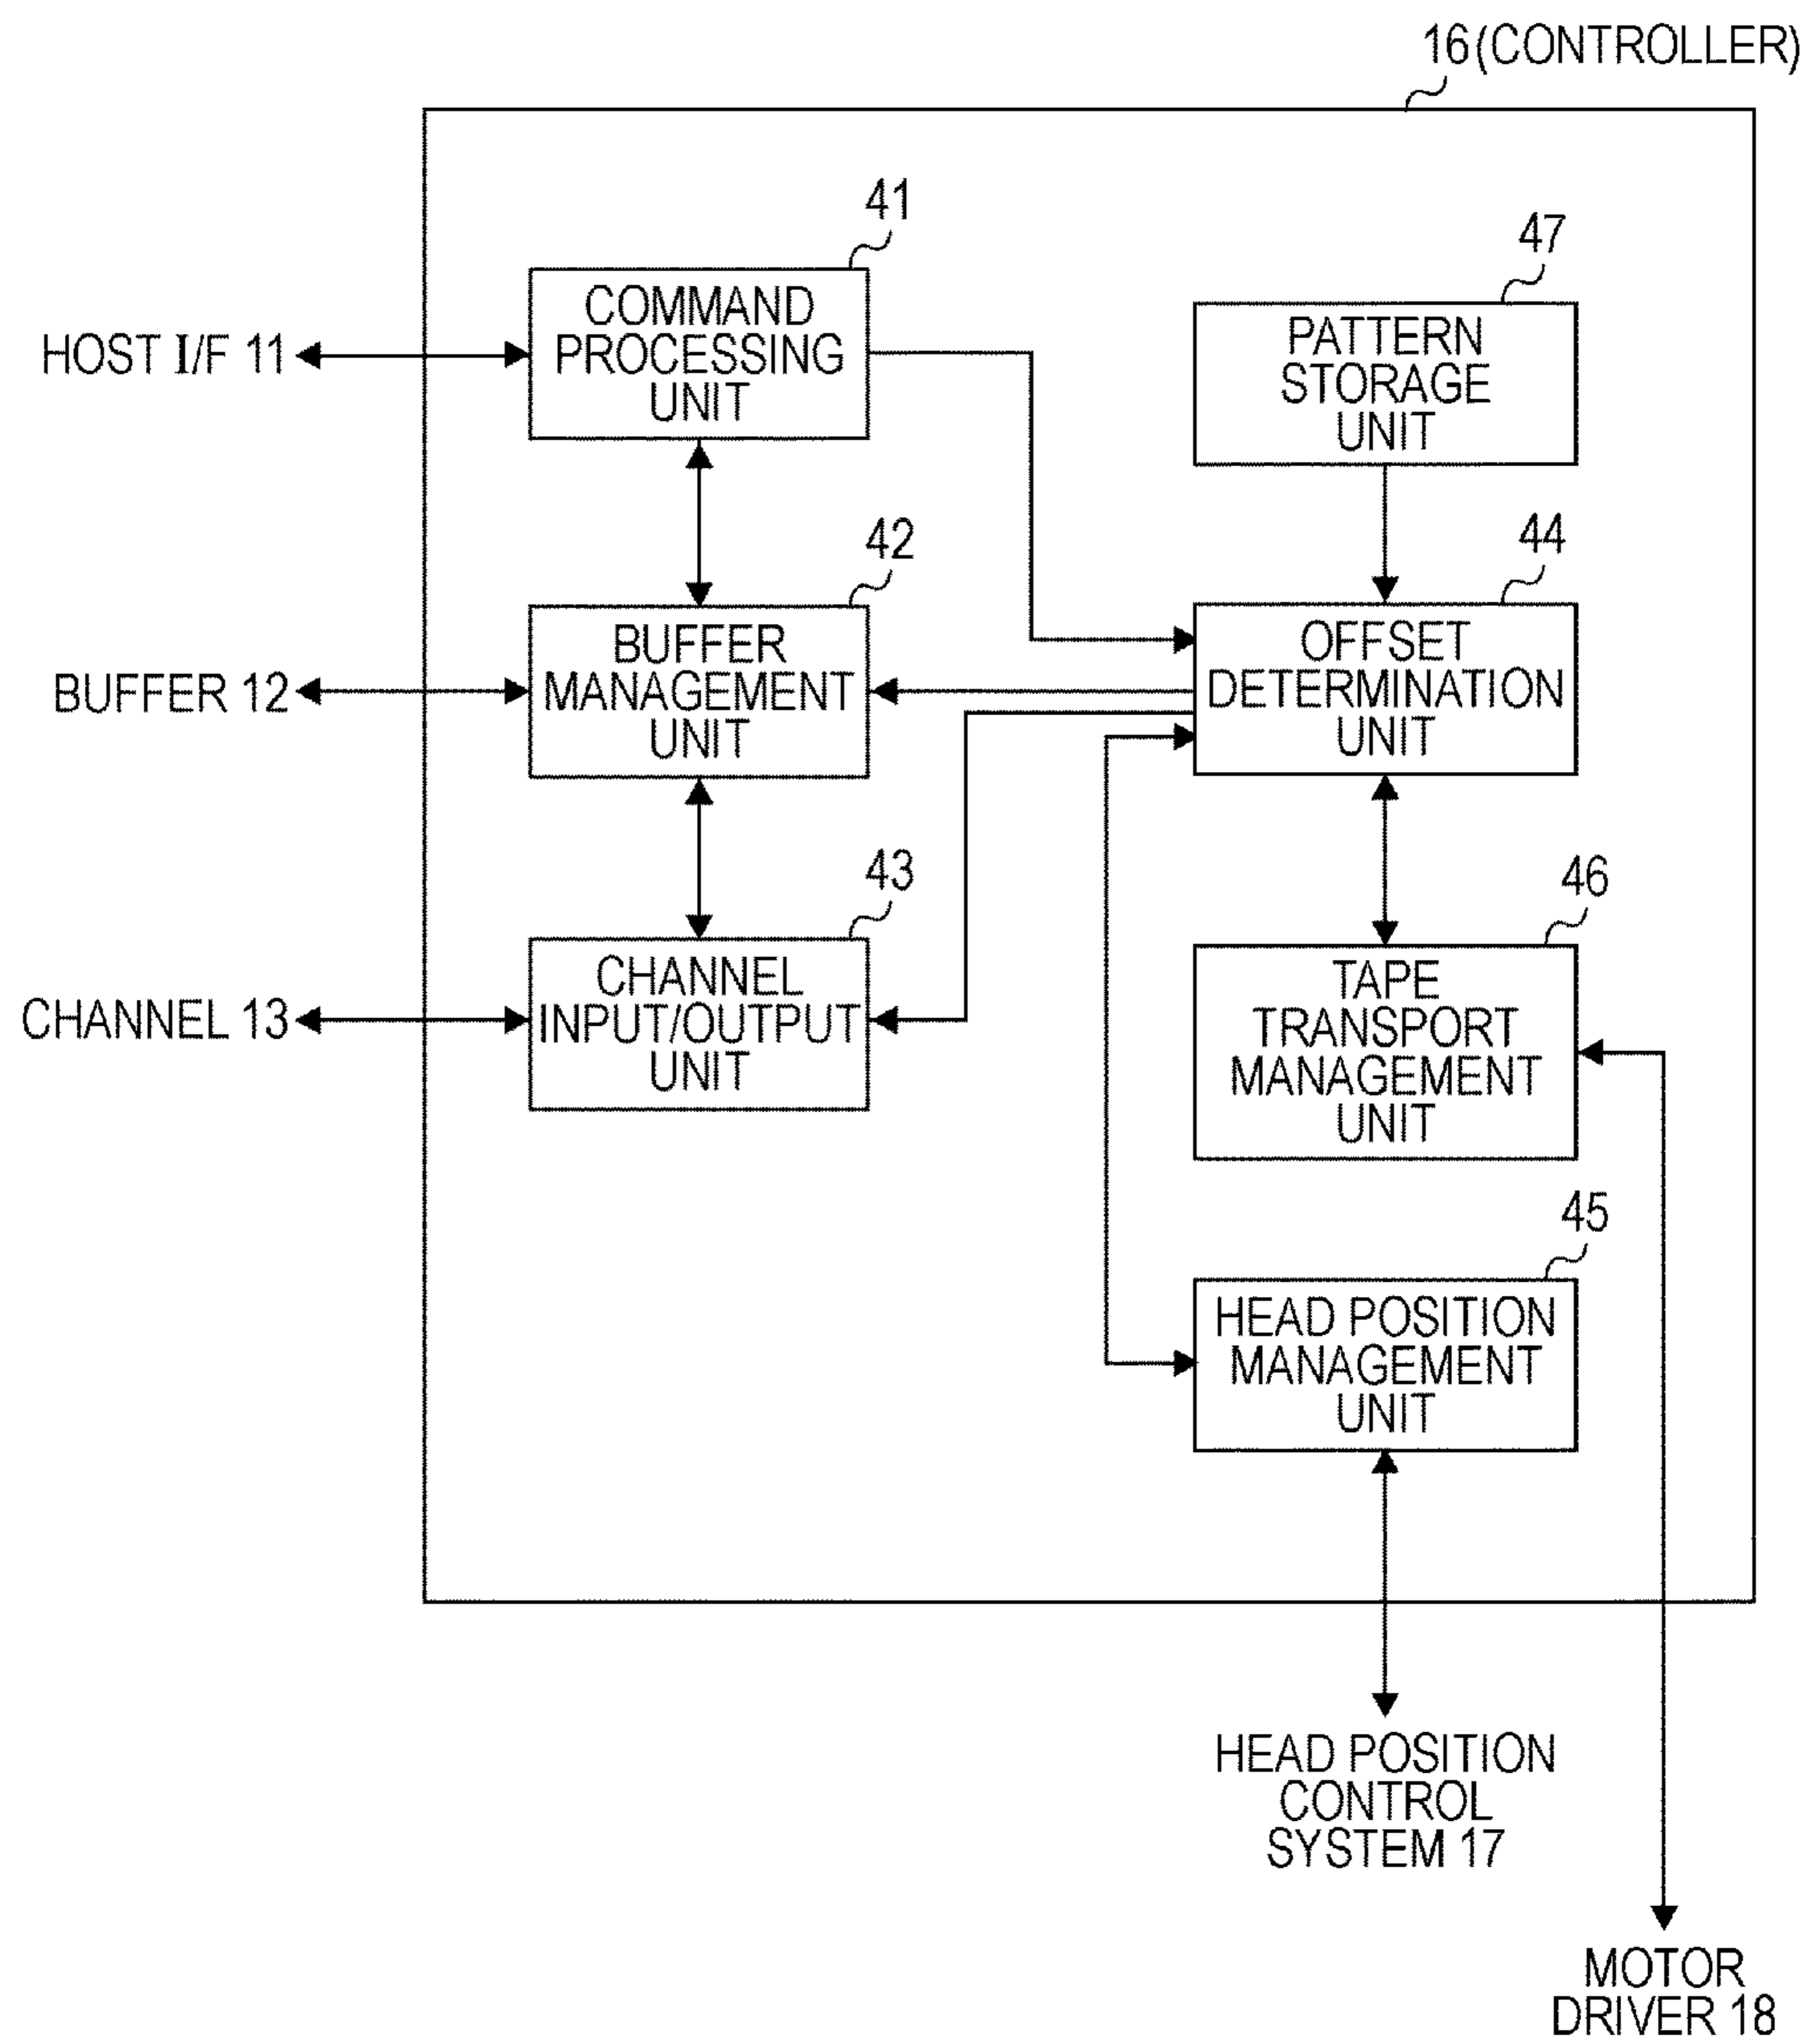 16(CONTROLLER)
41
COMMAND
PROCESSING
UNIT
HOST I/F 11
47
PATTERN
STORAGE
UNIT
42
BUFFER
MANAGEMENT
UNIT
BUFFER 12
44
OFFSET
DETERMINATION
UNIT
43
CHANNEL
INPUT/OUTPUT
UNIT
CHANNEL 13
46
TAPE
TRANSPORT
MANAGEMENT
UNIT
45
HEAD POSITION
MANAGEMENT
UNIT
HEAD POSITION
CONTROL
SYSTEM 17
MOTOR
DRIVER 18